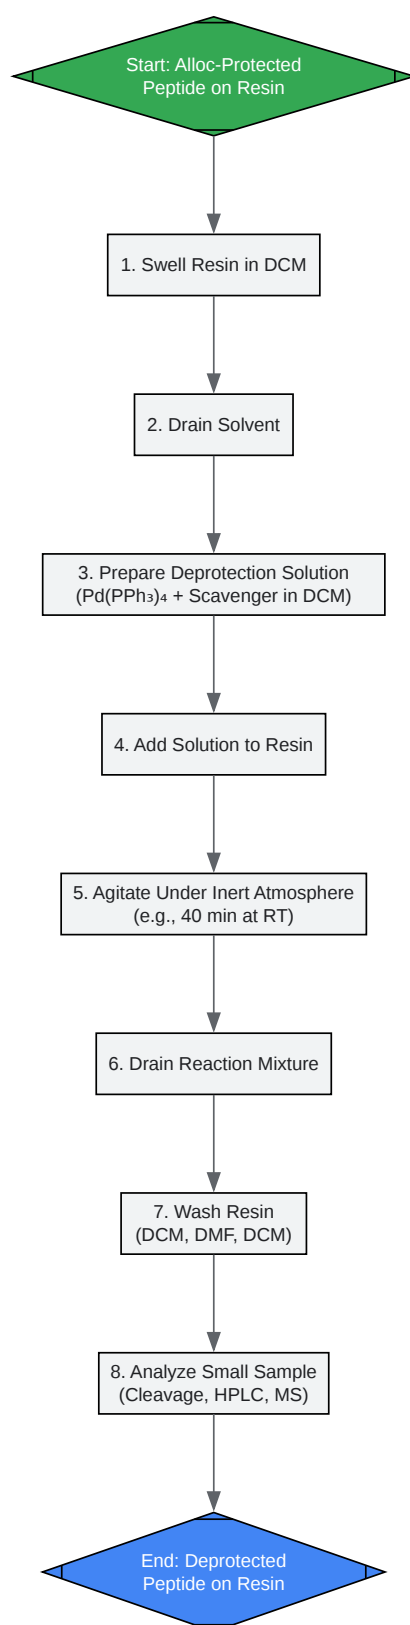 Start: Alloc-Protected
Peptide on Resin
1. Swell Resin in DCM
2. Drain Solvent
3. Prepare Deprotection Solution
(Pd(PPh₃)₄ + Scavenger in DCM)
4. Add Solution to Resin
5. Agitate Under Inert Atmosphere
(e.g., 40 min at RT)
6. Drain Reaction Mixture
7. Wash Resin
(DCM, DMF, DCM)
8. Analyze Small Sample
(Cleavage, HPLC, MS)
End: Deprotected
Peptide on Resin